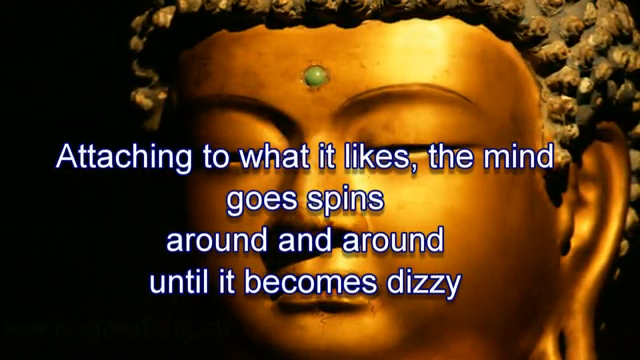 Attaching to what it likes, the mind
goes spins
around and around
until it becomes dizzy